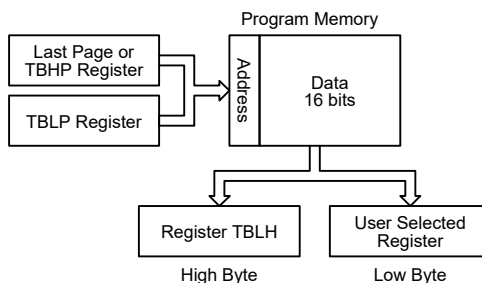 Program Memory
Last Page or
TBHP Register
TBLP Register
Address
Data
16 bits
Register TBLH
User Selected
Register
High Byte
Low Byte